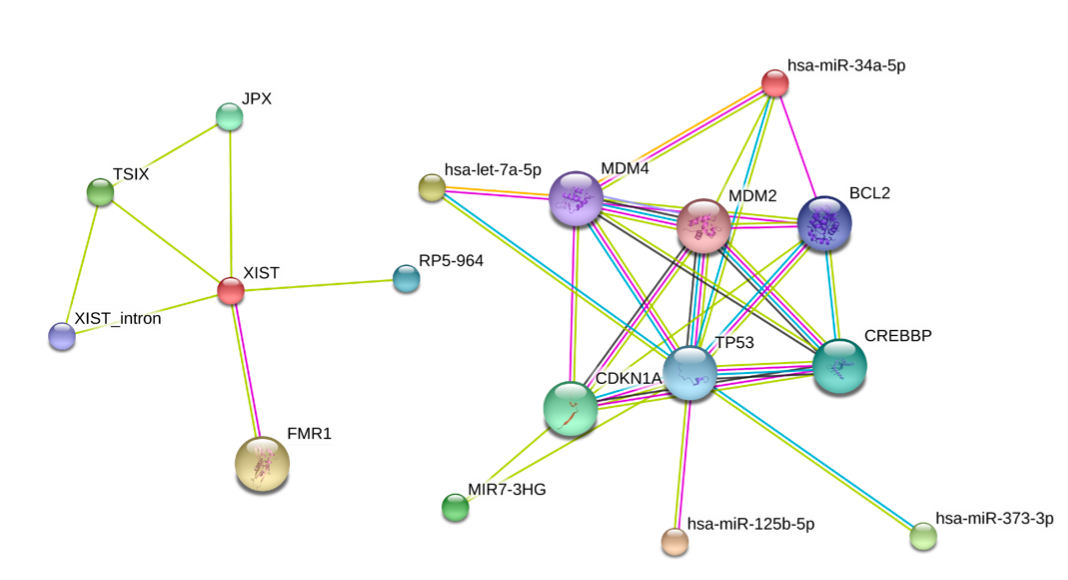 hsa-miR-34a-5p
JPX
hsa-let-7a-5p
MDM4
TSIX
MDM2
BCL2
RP5-964
XIST
XIST_intron
TP53
CREBBP
CDKN1A
FMR1
MIR7-3HG
hsa-miR-125b-5p
hsa-miR-373-3p